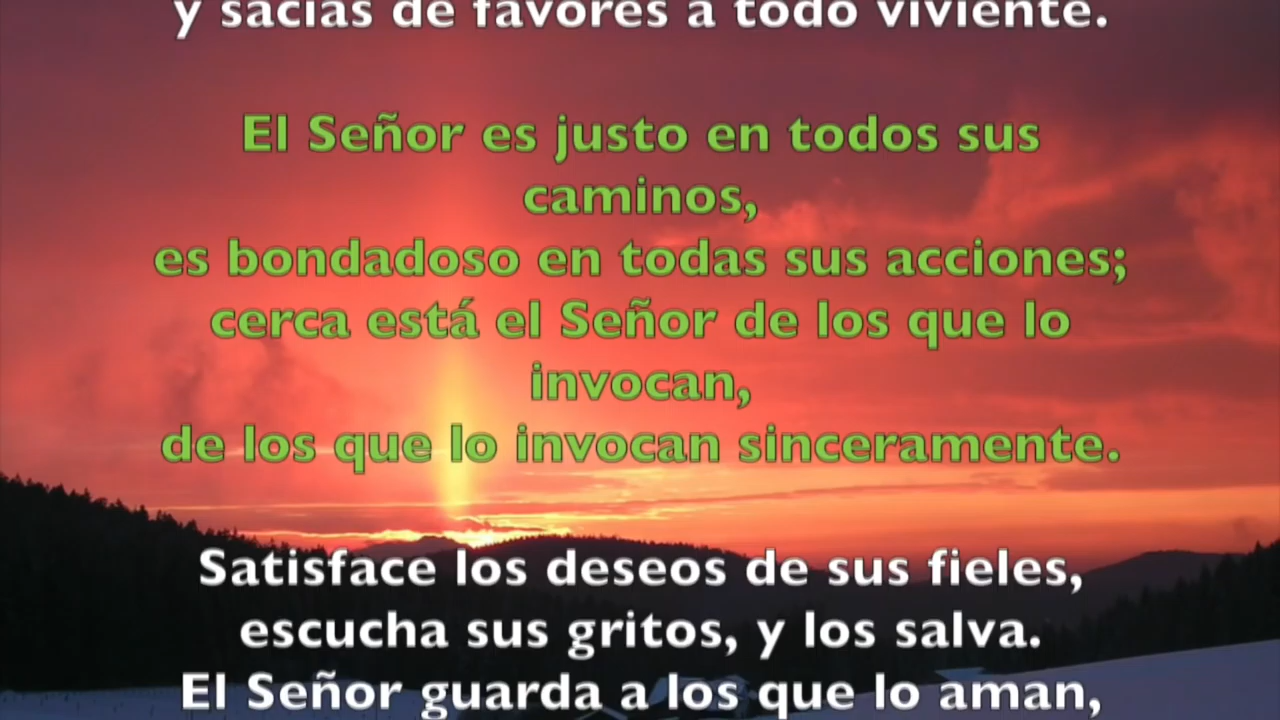 y sacias de favores a todo viviente.
El Señor es justo en todos sus
caminos,
es bondadoso en todas sus acciones;
cerca está el Señor de los que lo
invocan,
de los que lo invocan sinceramente.
Satisface los deseos de sus fieles,
escucha sus gritos, y los salva.
El Señor guarda a los que lo aman,